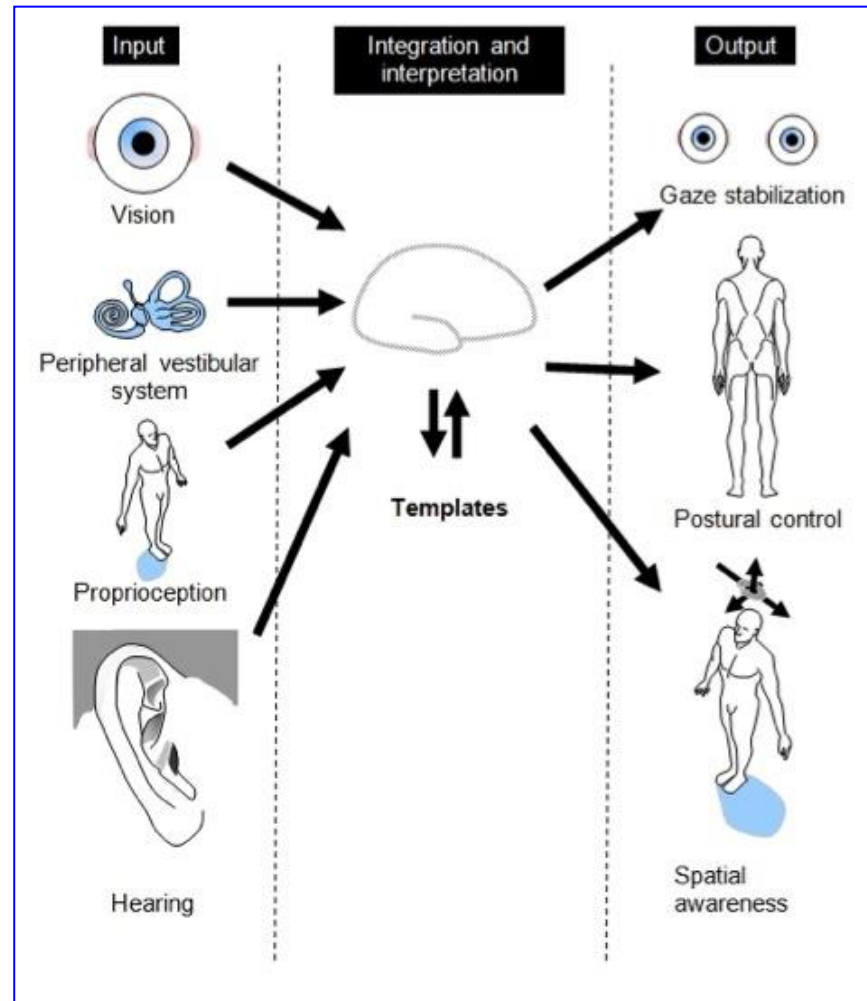 Input
Vision
Peripheral vestibular
system
Proprioception
Hearing
Integration and
interpretation
Templates
Output
Gaze stabilization
Postural control
Spatial
awareness